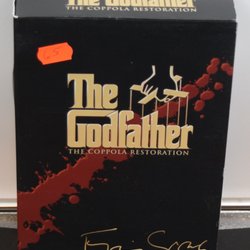 The Godfather
THE COPPOLA RESTORATION
The
Godfather
THE COPPOLA RESTORATION